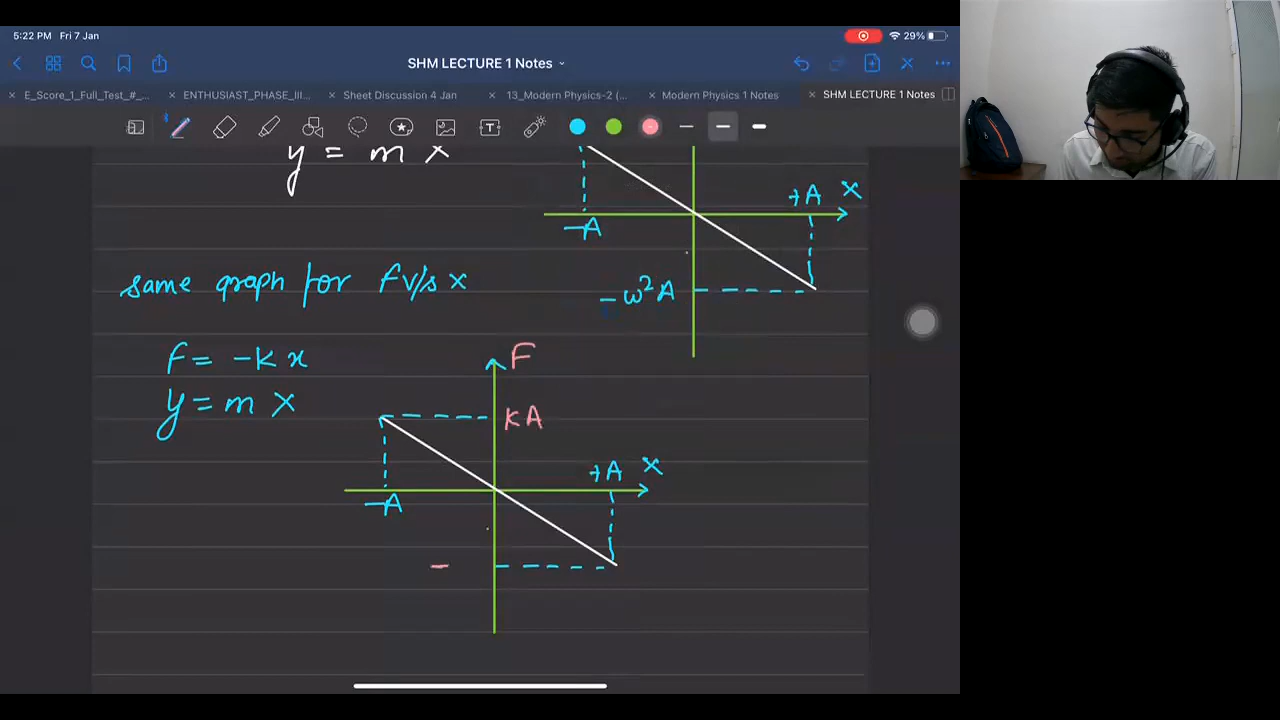 5:22 PM Fri 7 Jan
29%
SHM LECTURE 1 Notes
E_Score_1_Full_Test_#_...
ENTHUSIAST_PHASE_III...
Sheet Discussion 4 Jan
13_Modern Physics-2 (...
Modern Physics 1 Notes
SHM LECTURE 1 Notes
y = m x
+A X
-A
-ω²A
same graph for F v/s x
F = -K x
y = m x
F
KA
+A X
-A
-